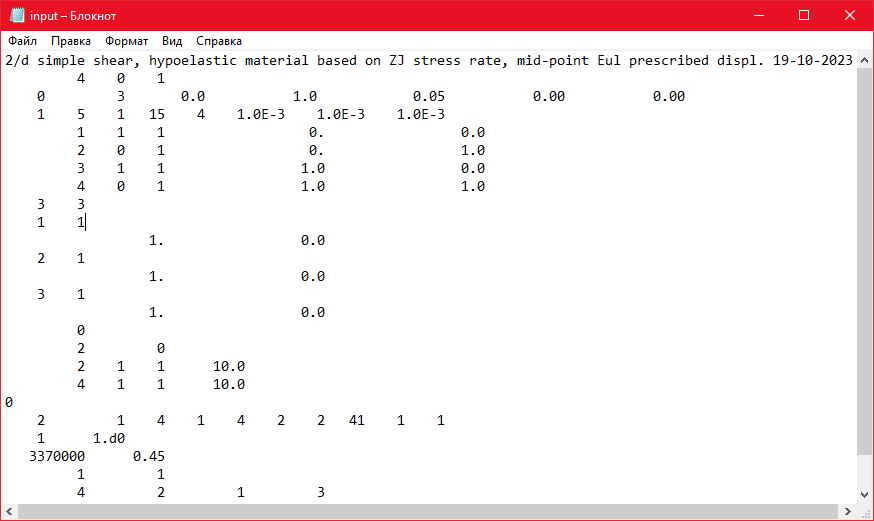 input – Блокнот
Файл Правка Формат Вид Справка
2/d simple shear, hypoelastic material based on ZJ stress rate, mid-point Eul prescribed displ. 19-10-2023
4 0 1
0 3 0.0 1.0 0.05 0.00 0.00
1 5 1 15 4 1.0E-3 1.0E-3 1.0E-3
1 1 1 0. 0.0
2 0 1 0. 1.0
3 1 1 1.0 0.0
4 0 1 1.0 1.0
3 3
1 1
1. 0.0
2 1
1. 0.0
3 1
1. 0.0
0
2 0
2 1 1 10.0
4 1 1 10.0
0
2 1 4 1 4 2 2 41 1 1
1 1.d0
3370000 0.45
1 1
4 2 1 3